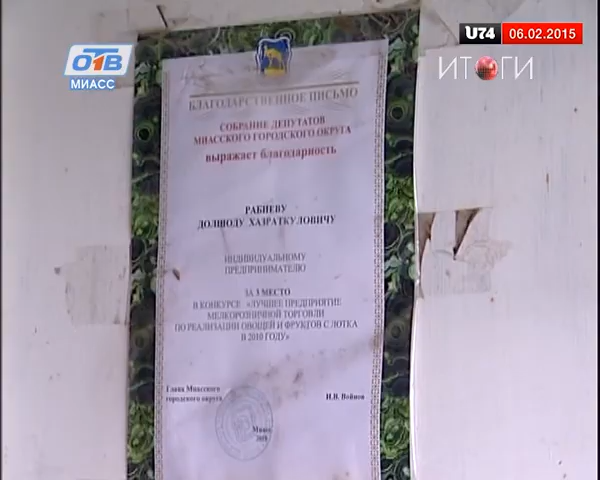 ОТВ
МИАСС
U74
06.02.2015
ИТОГИ
БЛАГОДАРСТВЕННОЕ ПИСЬМО
СОБРАНИЕ ДЕПУТАТОВ
МИАССКОГО ГОРОДСКОГО ОКРУГА
выражает благодарность
РАБИЕВУ
ДОЛШОДУ ХАЗРАТКУЛОВИЧУ
ИНДИВИДУАЛЬНОМУ
ПРЕДПРИНИМАТЕЛЮ
ЗА 3 МЕСТО
В КОНКУРСЕ «ЛУЧШЕЕ ПРЕДПРИЯТИЕ
МЕЛКОРОЗНИЧНОЙ ТОРГОВЛИ
ПО РЕАЛИЗАЦИИ ОВОЩЕЙ И ФРУКТОВ С ЛОТКА
В 2010 ГОДУ»
Глава Миасского
городского округа
И.В. Войнов
Миасс
2010